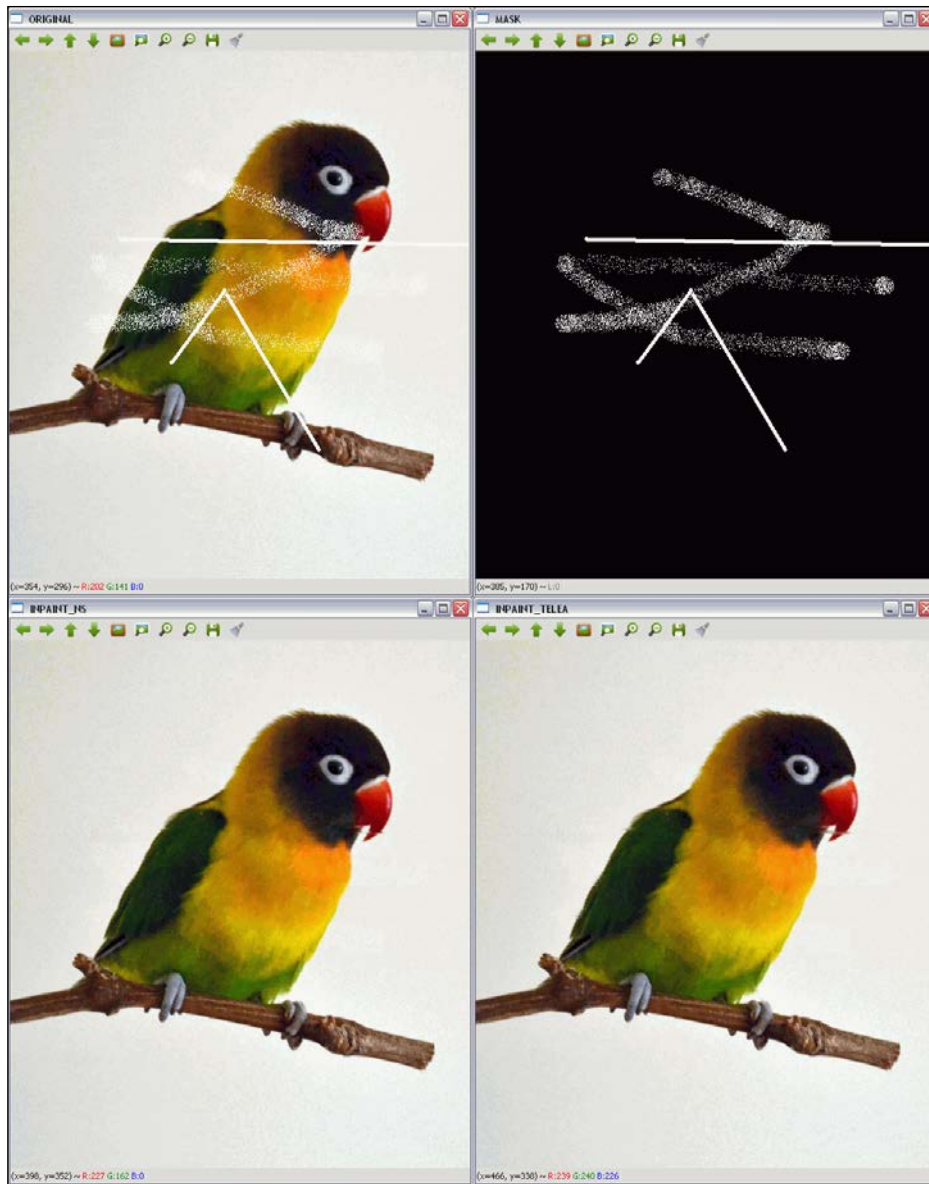 ORIGINAL
MASK
(x=354, y=296) ~ R:202 G:141 B:0
(x=385, y=170) ~ L:0
INPAINT_NS
INPAINT_TELEA
(x=398, y=352) ~ R:227 G:162 B:0
(x=466, y=338) ~ R:239 G:240 B:226